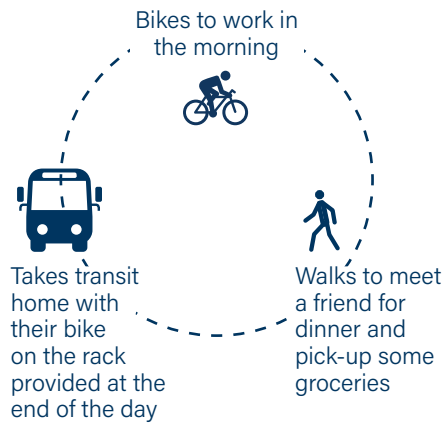 Bikes to work in
the morning
Takes transit
home with
their bike
on the rack
provided at the
end of the day
Walks to meet
a friend for
dinner and
pick-up some
groceries